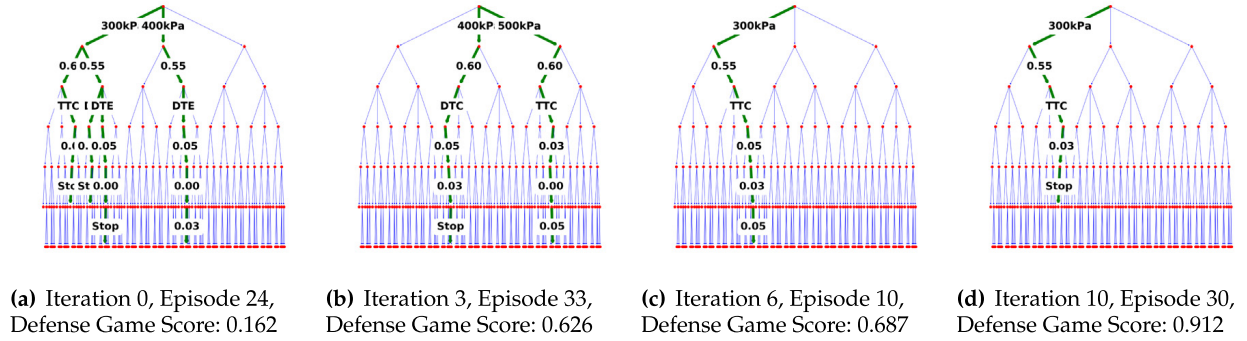 300kPa 400kPa
0.6 0.55 0.55
TTC DTE DTE
0.05 0.05
Sto St 0.00 0.00
Stop 0.03
400kPa 500kPa
0.60 0.60
DTC TTC
0.05 0.03
0.03 0.00
Stop 0.05
300kPa
0.55
TTC
0.05
0.03
0.05
300kPa
0.55
TTC
0.03
Stop
(a) Iteration 0, Episode 24,
Defense Game Score: 0.162
(b) Iteration 3, Episode 33,
Defense Game Score: 0.626
(c) Iteration 6, Episode 10,
Defense Game Score: 0.687
(d) Iteration 10, Episode 30,
Defense Game Score: 0.912